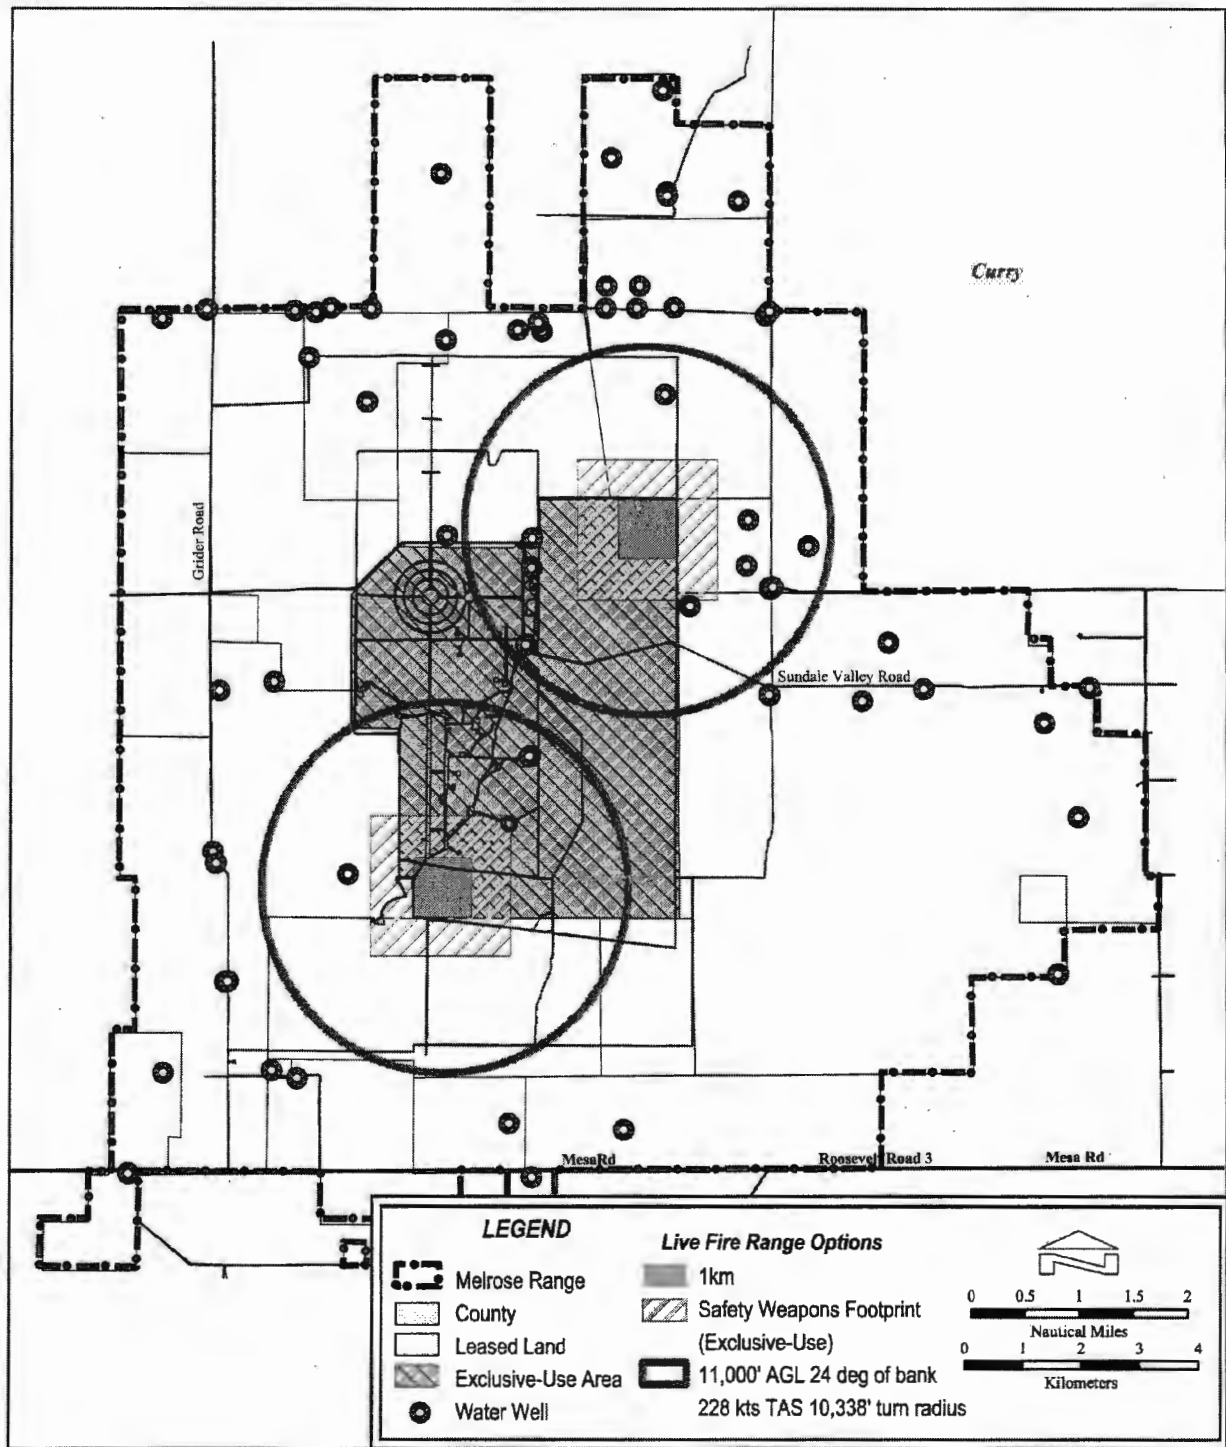 Curry
Grider Road
Sundale Valley Road
MesaRd
Roosevelt Road 3
Mesa Rd
LEGEND
Melrose Range
County
Leased Land
Exclusive-Use Area
Water Well
Live Fire Range Options
1km
Safety Weapons Footprint
(Exclusive-Use)
11,000' AGL 24 deg of bank
228 kts TAS 10,338' turn radius
N
0 0.5 1 1.5 2
Nautical Miles
0 1 2 3 4
Kilometers